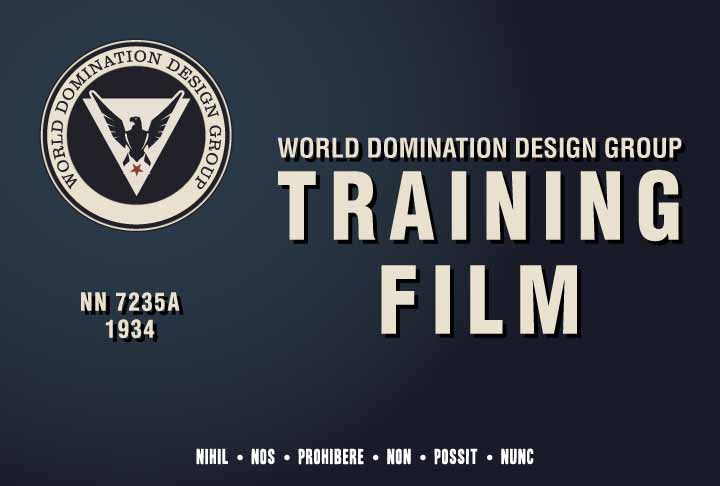 WORLD DOMINATION DESIGN GROUP
WORLD DOMINATION DESIGN GROUP
TRAINING
FILM
NN 7235A
1934
NIHIL • NOS • PROHIBERE • NON • POSSIT • NUNC